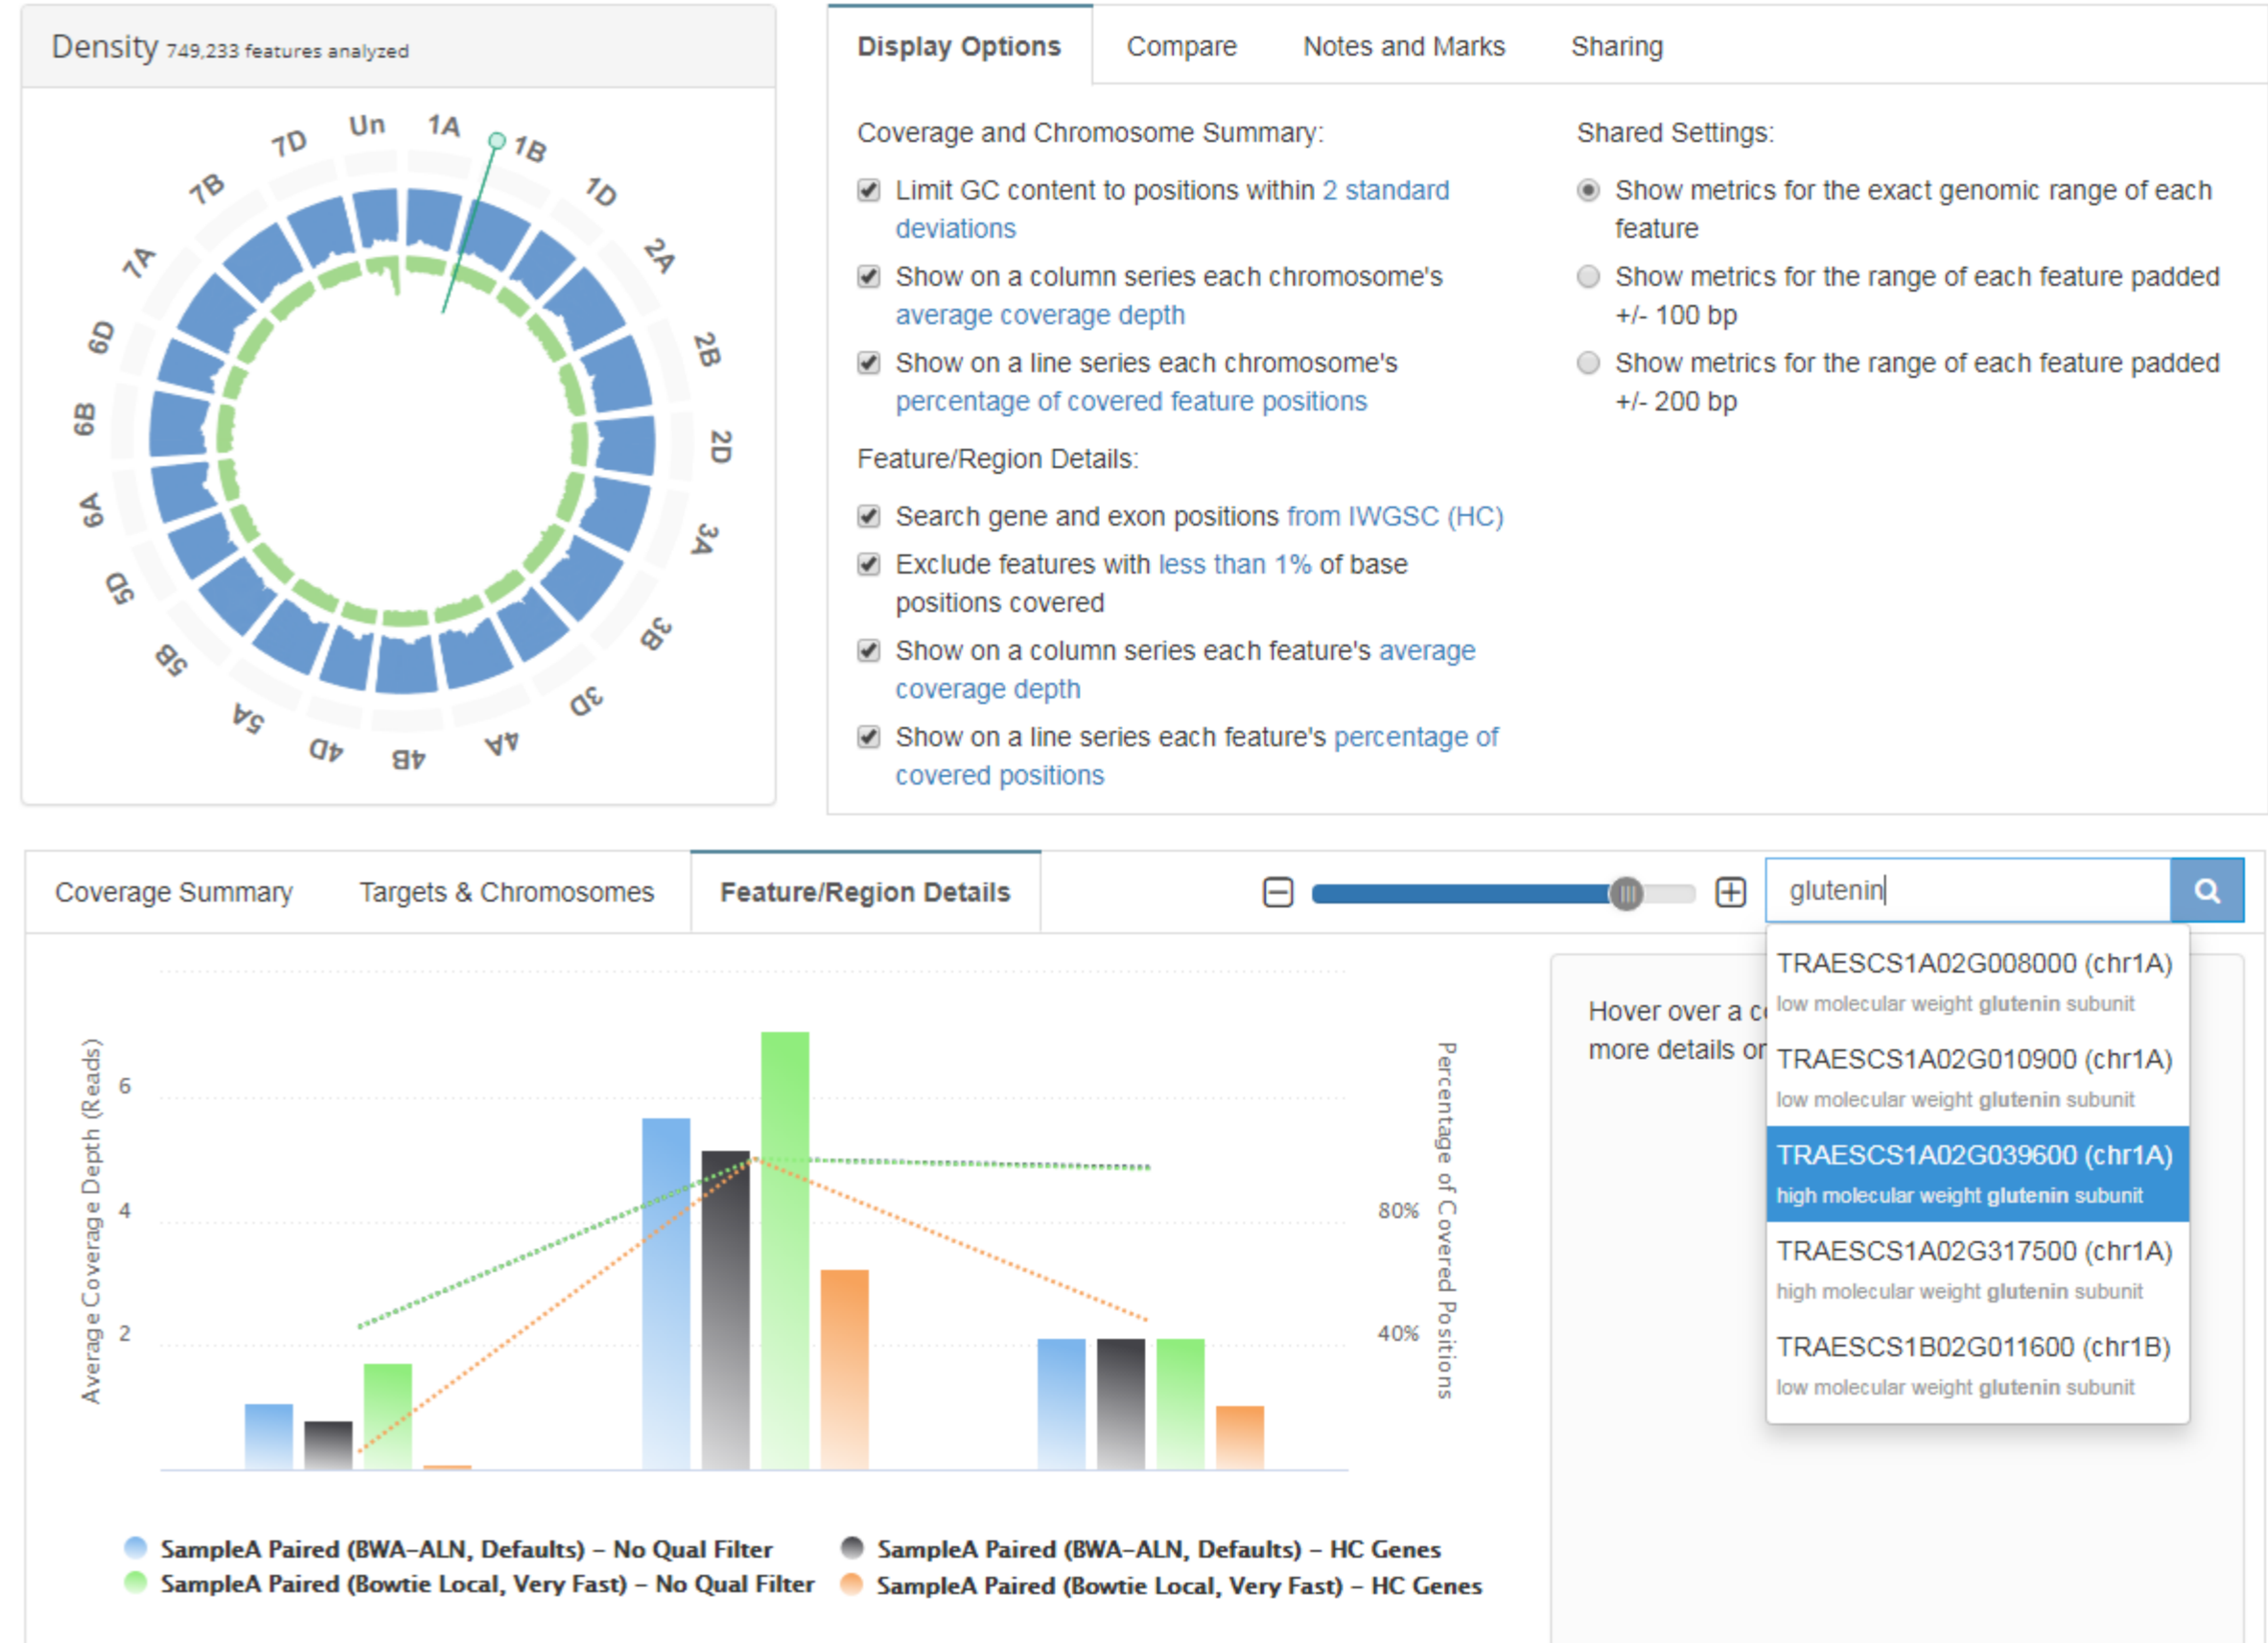 Density 749,233 features analyzed
Un
1A
1B
1D
2A
2B
2D
3A
3B
3D
4A
4B
4D
5A
5B
5D
6A
6B
6D
7A
7B
7D
Display Options
Compare
Notes and Marks
Sharing
Coverage and Chromosome Summary:
Limit GC content to positions within 2 standard
deviations
Show on a column series each chromosome's
average coverage depth
Show on a line series each chromosome's
percentage of covered feature positions
Feature/Region Details:
Search gene and exon positions from IWGSC (HC)
Exclude features with less than 1% of base
positions covered
Show on a column series each feature's average
coverage depth
Show on a line series each feature's percentage of
covered positions
Shared Settings:
Show metrics for the exact genomic range of each
feature
Show metrics for the range of each feature padded
+/- 100 bp
Show metrics for the range of each feature padded
+/- 200 bp
Coverage Summary
Targets & Chromosomes
Feature/Region Details
glutenin
TRAESCS1A02G008000 (chr1A)
low molecular weight glutenin subunit
TRAESCS1A02G010900 (chr1A)
low molecular weight glutenin subunit
TRAESCS1A02G039600 (chr1A)
high molecular weight glutenin subunit
TRAESCS1A02G317500 (chr1A)
high molecular weight glutenin subunit
TRAESCS1B02G011600 (chr1B)
low molecular weight glutenin subunit
Hover over a
more details
Average Coverage Depth (Reads)
6
4
2
Percentage of Covered Positions
80%
40%
SampleA Paired (BWA-ALN, Defaults) – No Qual Filter
SampleA Paired (BWA-ALN, Defaults) – HC Genes
SampleA Paired (Bowtie Local, Very Fast) – No Qual Filter
SampleA Paired (Bowtie Local, Very Fast) – HC Genes